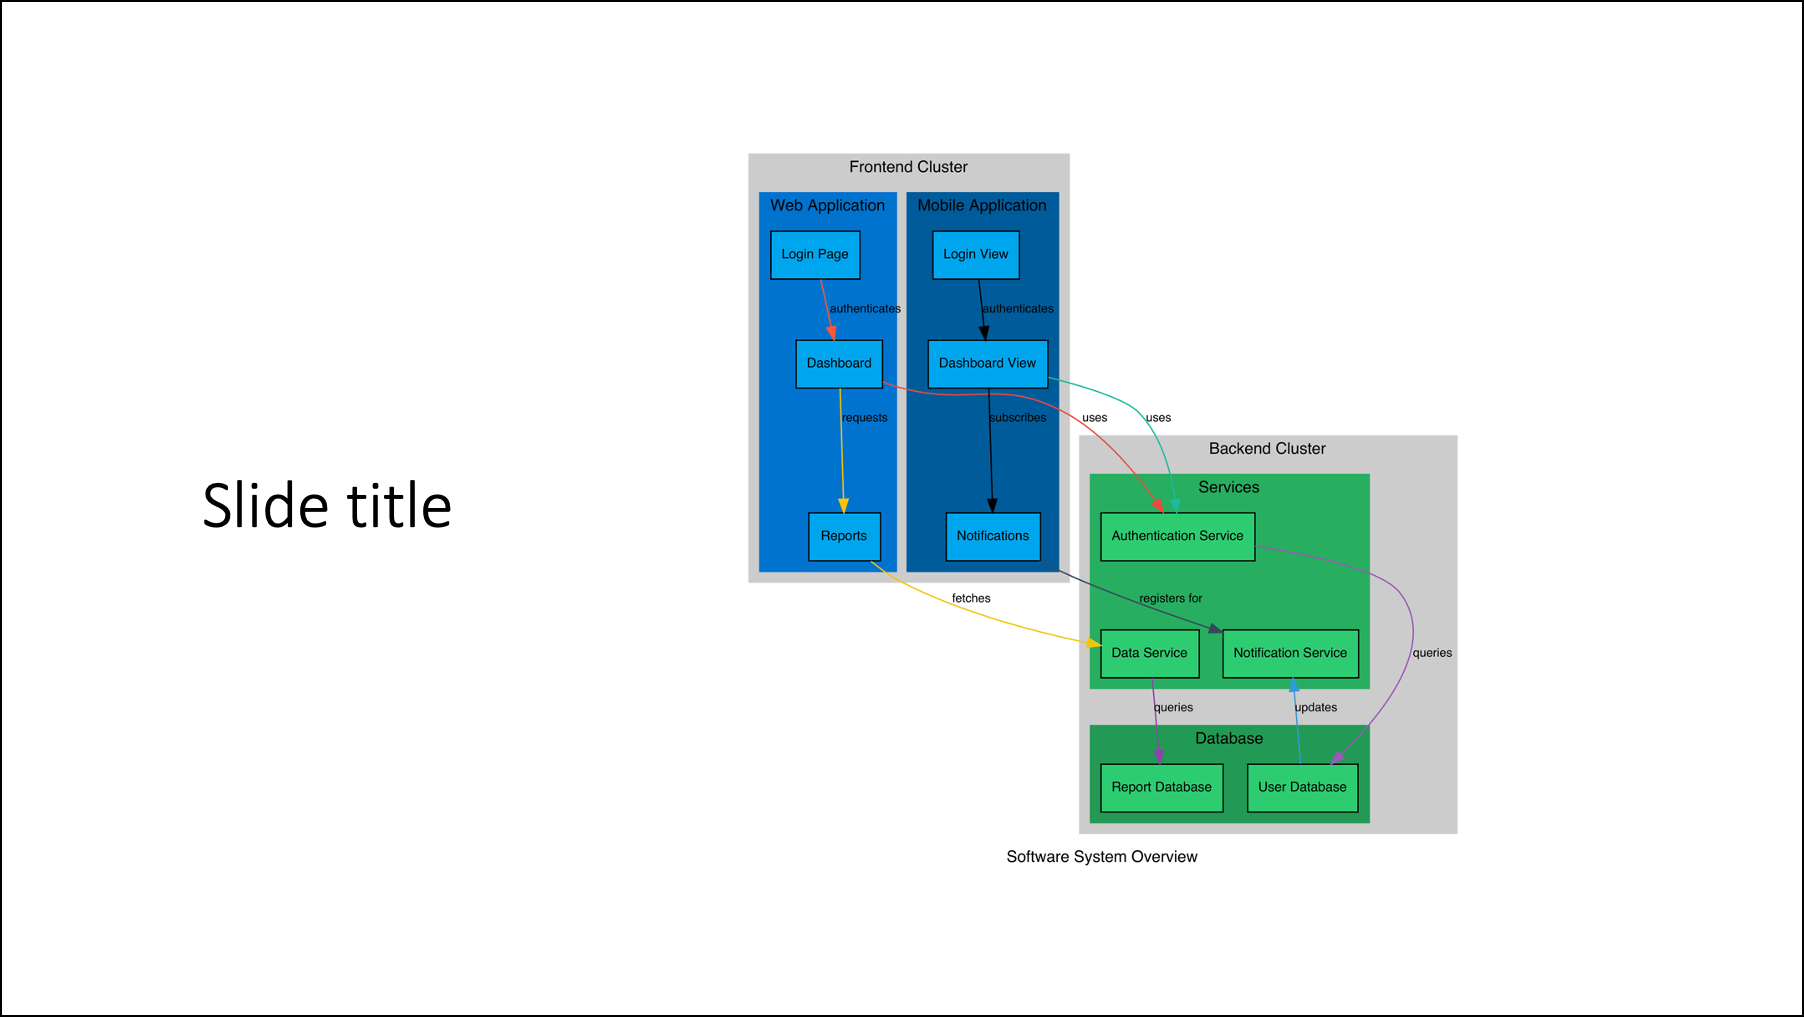 Slide title
Frontend Cluster
Web Application
Mobile Application
Login Page
Login View
authenticates
authenticates
Dashboard
Dashboard View
requests
subscribes
uses
uses
Reports
Notifications
Backend Cluster
Services
Authentication Service
fetches
registers for
Data Service
Notification Service
queries
queries
updates
Database
Report Database
User Database
Software System Overview